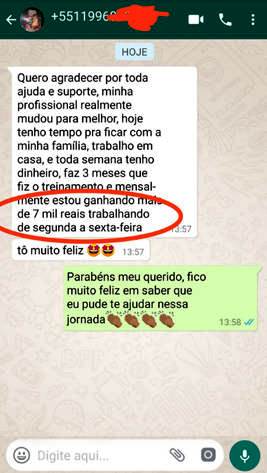 +5511996
HOJE
Quero agradecer por toda
ajuda e suporte, minha
profissional realmente
mudou para melhor, hoje
tenho tempo pra ficar com a
minha família, trabalho em
casa, e toda semana tenho
dinheiro, faz 3 meses que
fiz o treinamento e mensal-
mente estou ganhando mais
de 7 mil reais trabalhando
de segunda a sexta-feira
13:57
tô muito feliz 🤩🤩 13:57
Parabéns meu querido, fico
muito feliz em saber que
eu pude te ajudar nessa
jornada👏🏾👏🏾👏🏾👏🏾
13:58
Digite aqui...